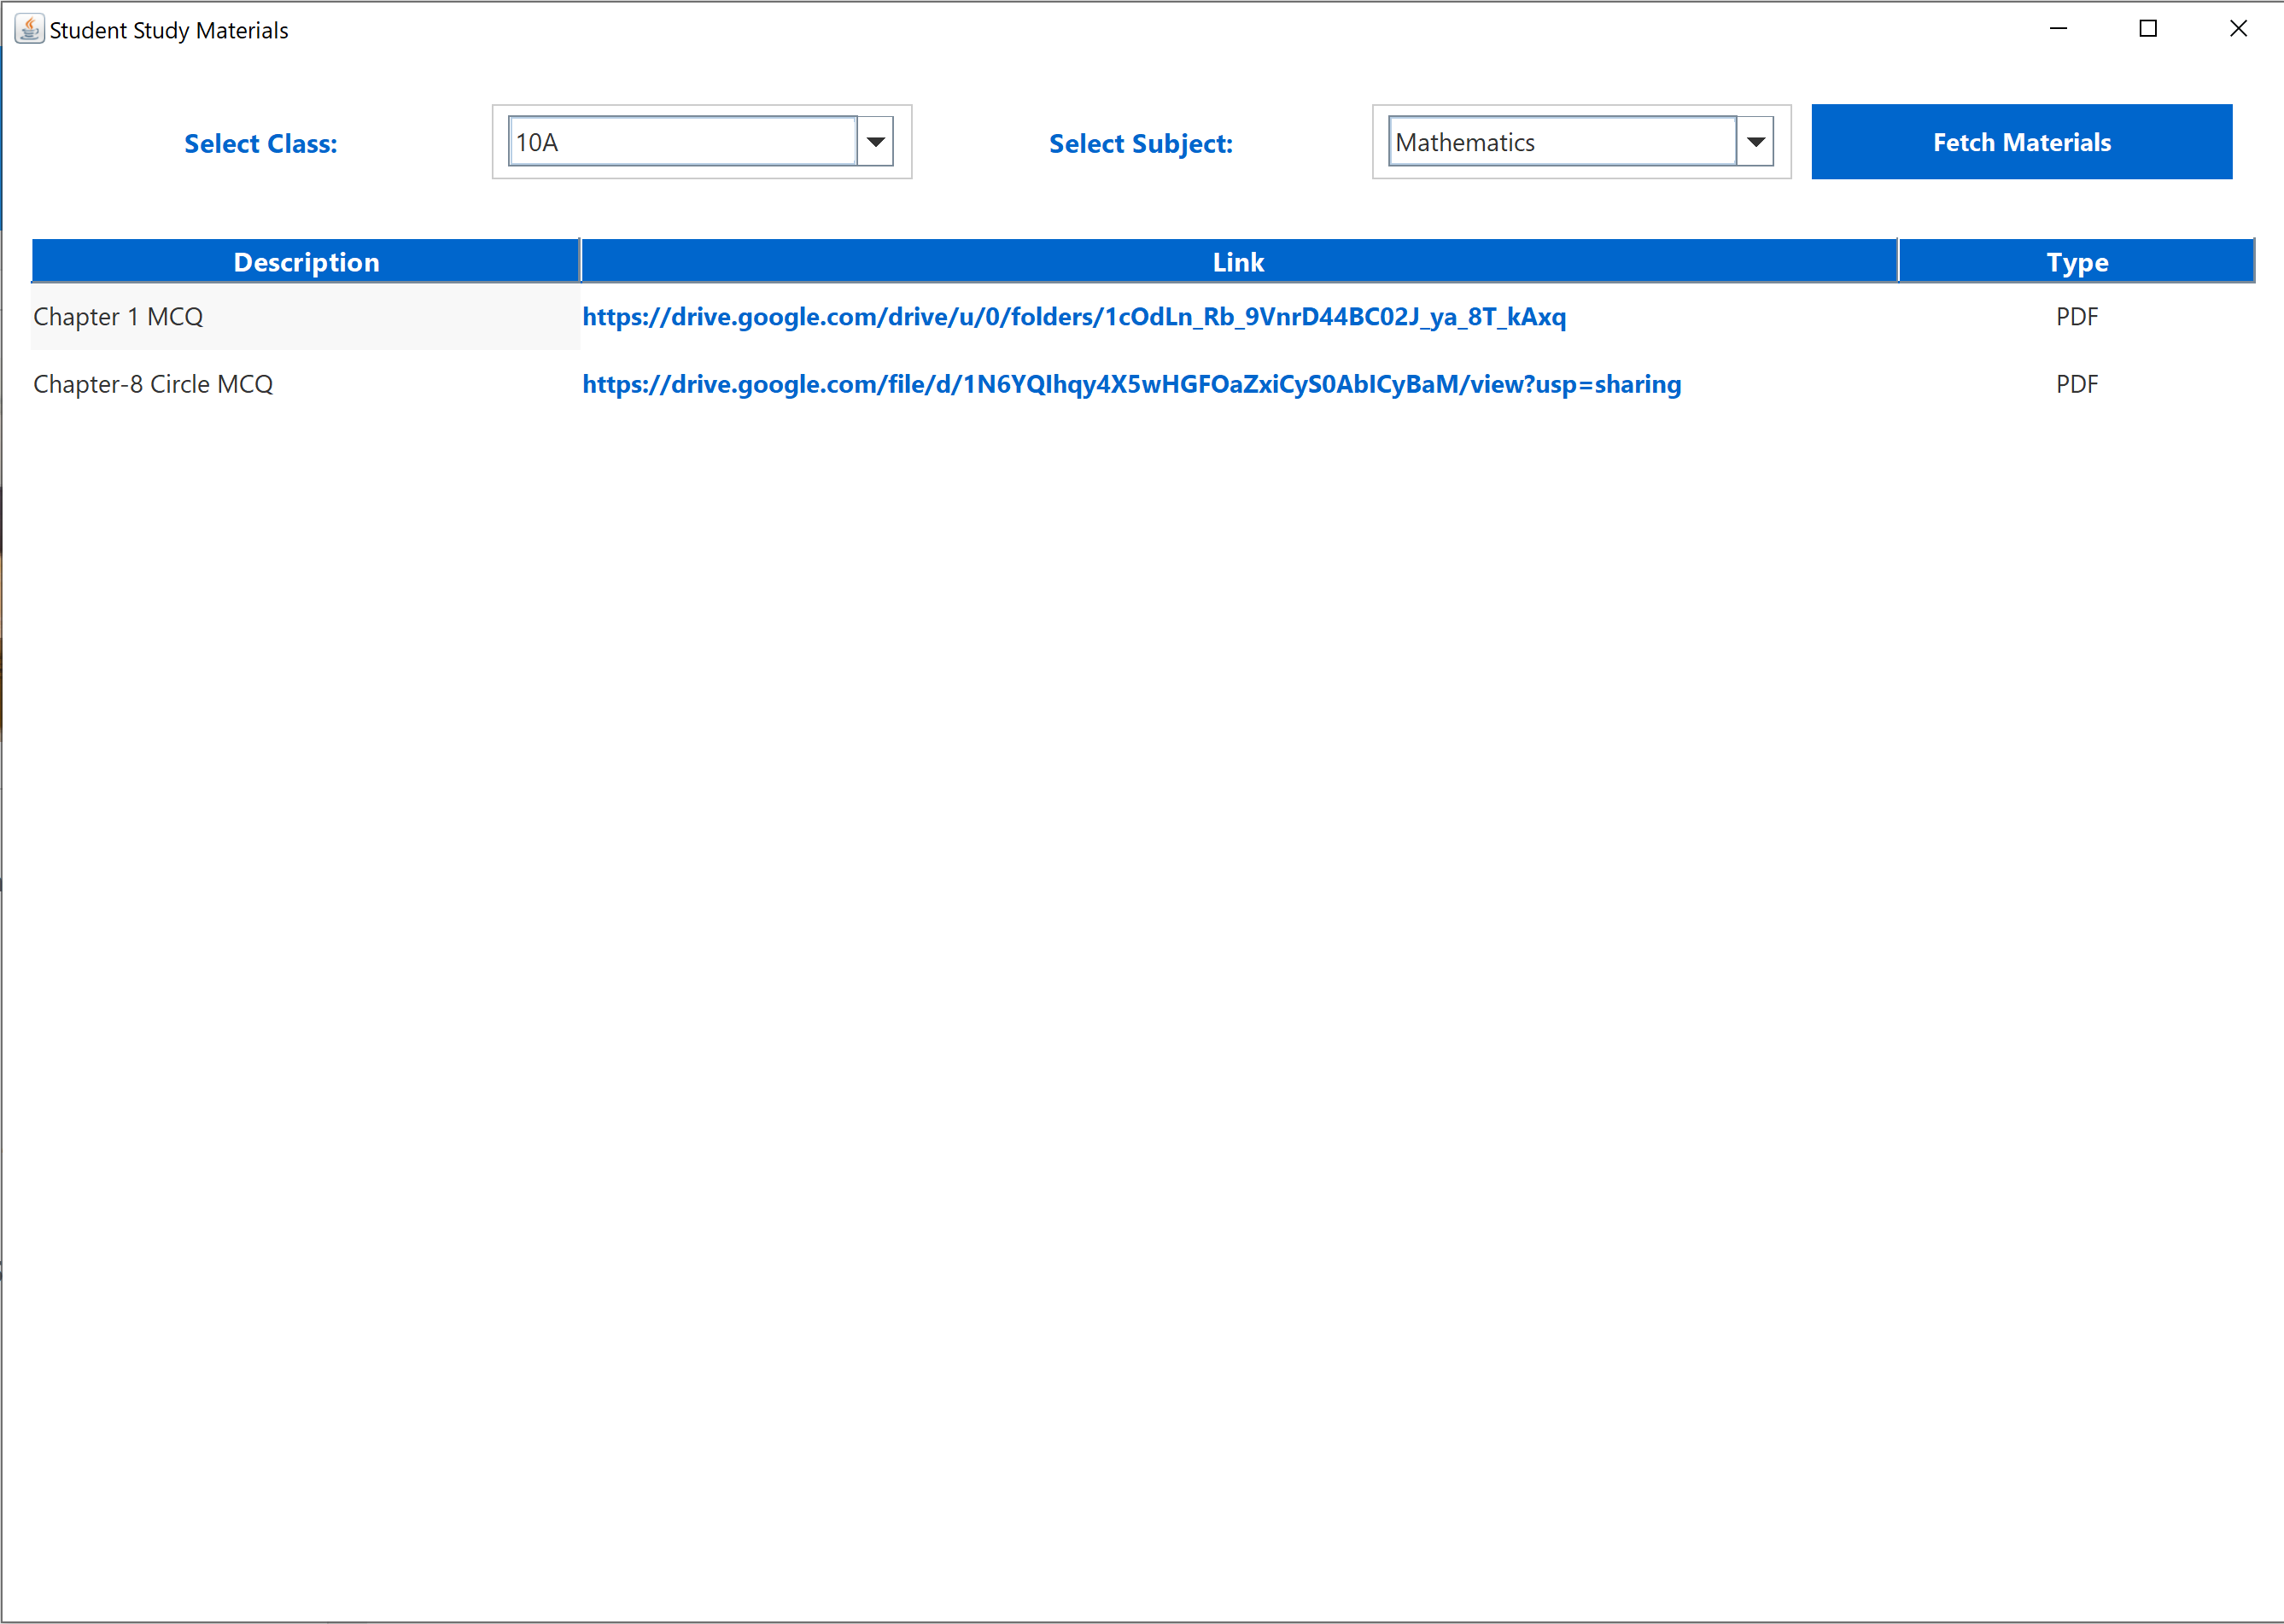 Student Study Materials
Select Class: 10A Select Subject: Mathematics Fetch Materials
Description Link Type
Chapter 1 MCQ https://drive.google.com/drive/u/0/folders/1cOdLn_Rb_9VnrD44BC02J_ya_8T_kAxq PDF
Chapter-8 Circle MCQ https://drive.google.com/file/d/1N6YQIhqy4X5wHGFOaZxiCyS0AbICyBaM/view?usp=sharing PDF